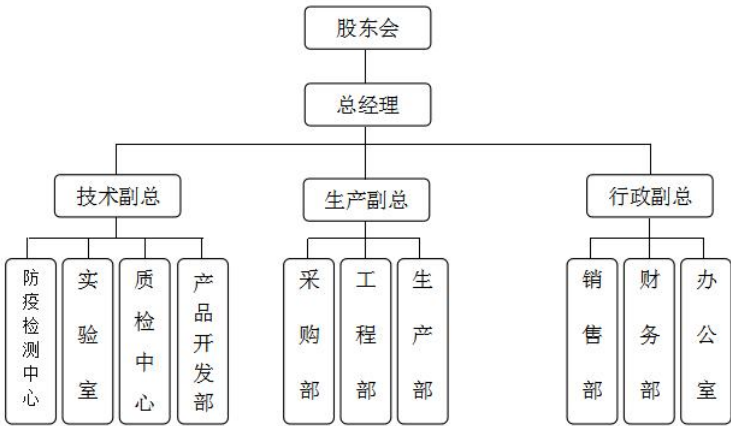 股东会
总经理
技术副总
生产副总
行政副总
防疫检测中心
实验室
质检中心
产品开发部
采购部
工程部
生产部
销售部
财务部
办公室